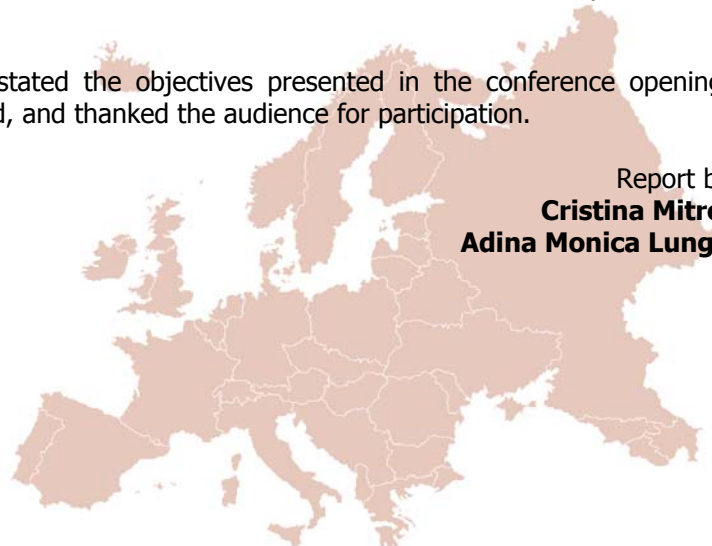 stated the objectives presented in the conference opening
, and thanked the audience for participation.
Report b
Cristina Mitr
Adina Monica Lung